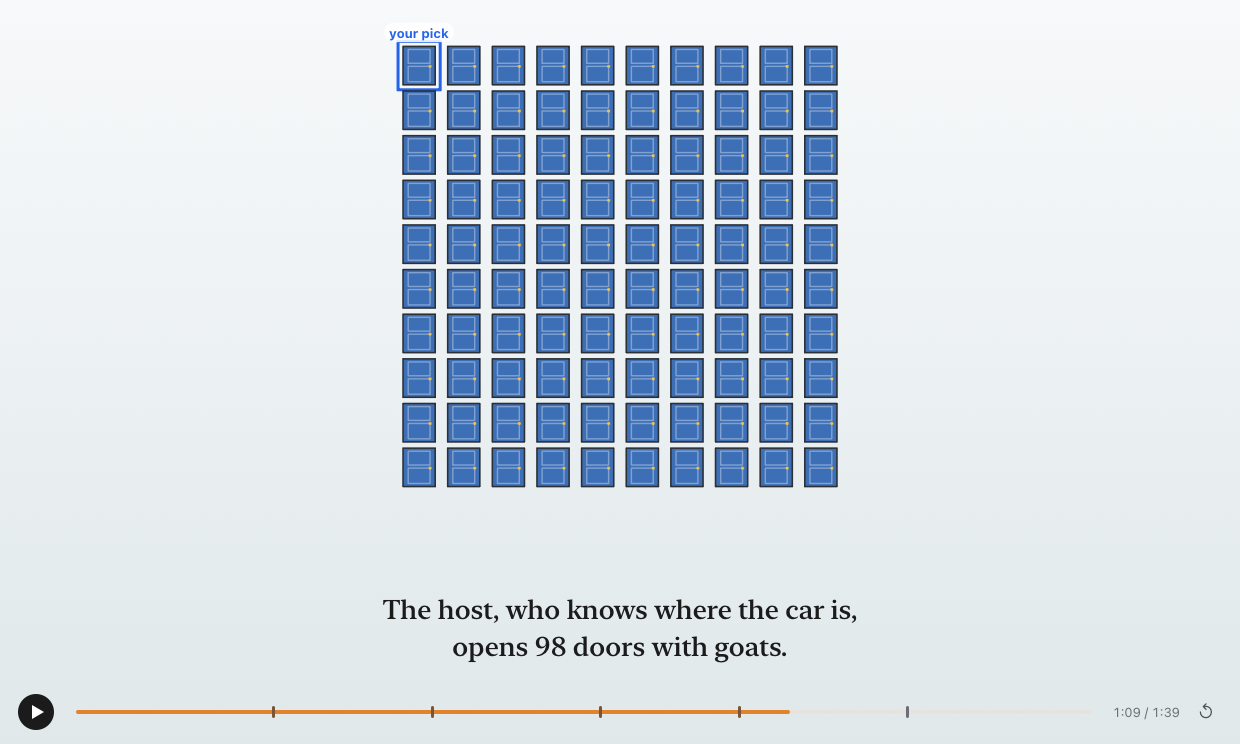 your pick
The host, who knows where the car is,
opens 98 doors with goats.
1:09 / 1:39